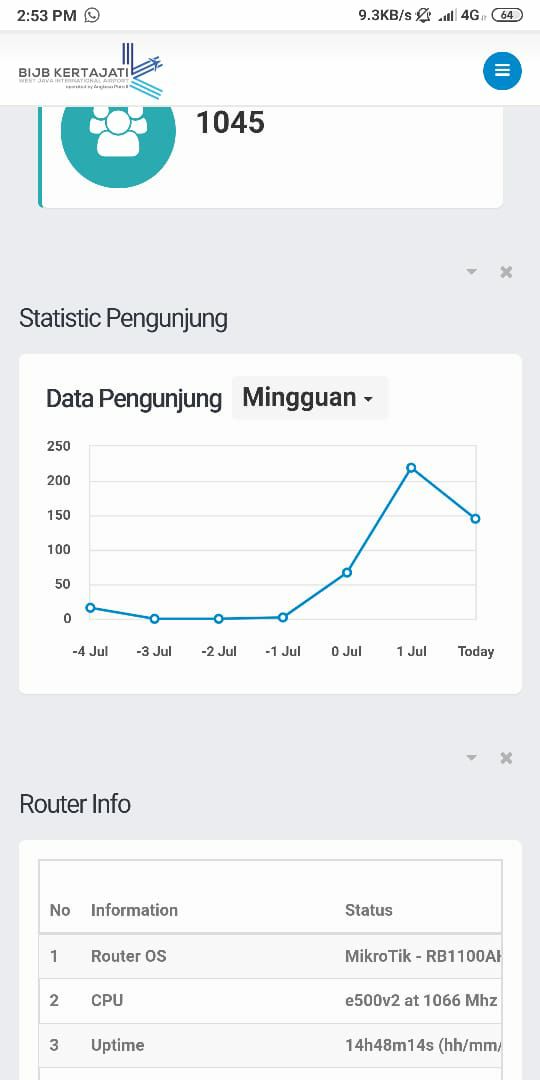 2:53 PM 9.3KB/s 4G 64
BIJB KERTAJATI
WEST JAVA INTERNATIONAL AIRPORT
operated by Angkasa Pura II
1045
Statistic Pengunjung
Data Pengunjung Mingguan
250
200
150
100
50
0
-4 Jul -3 Jul -2 Jul -1 Jul 0 Jul 1 Jul Today
Router Info
No Information Status
1 Router OS MikroTik - RB1100AH
2 CPU e500v2 at 1066 Mhz
3 Uptime 14h48m14s (hh/mm/